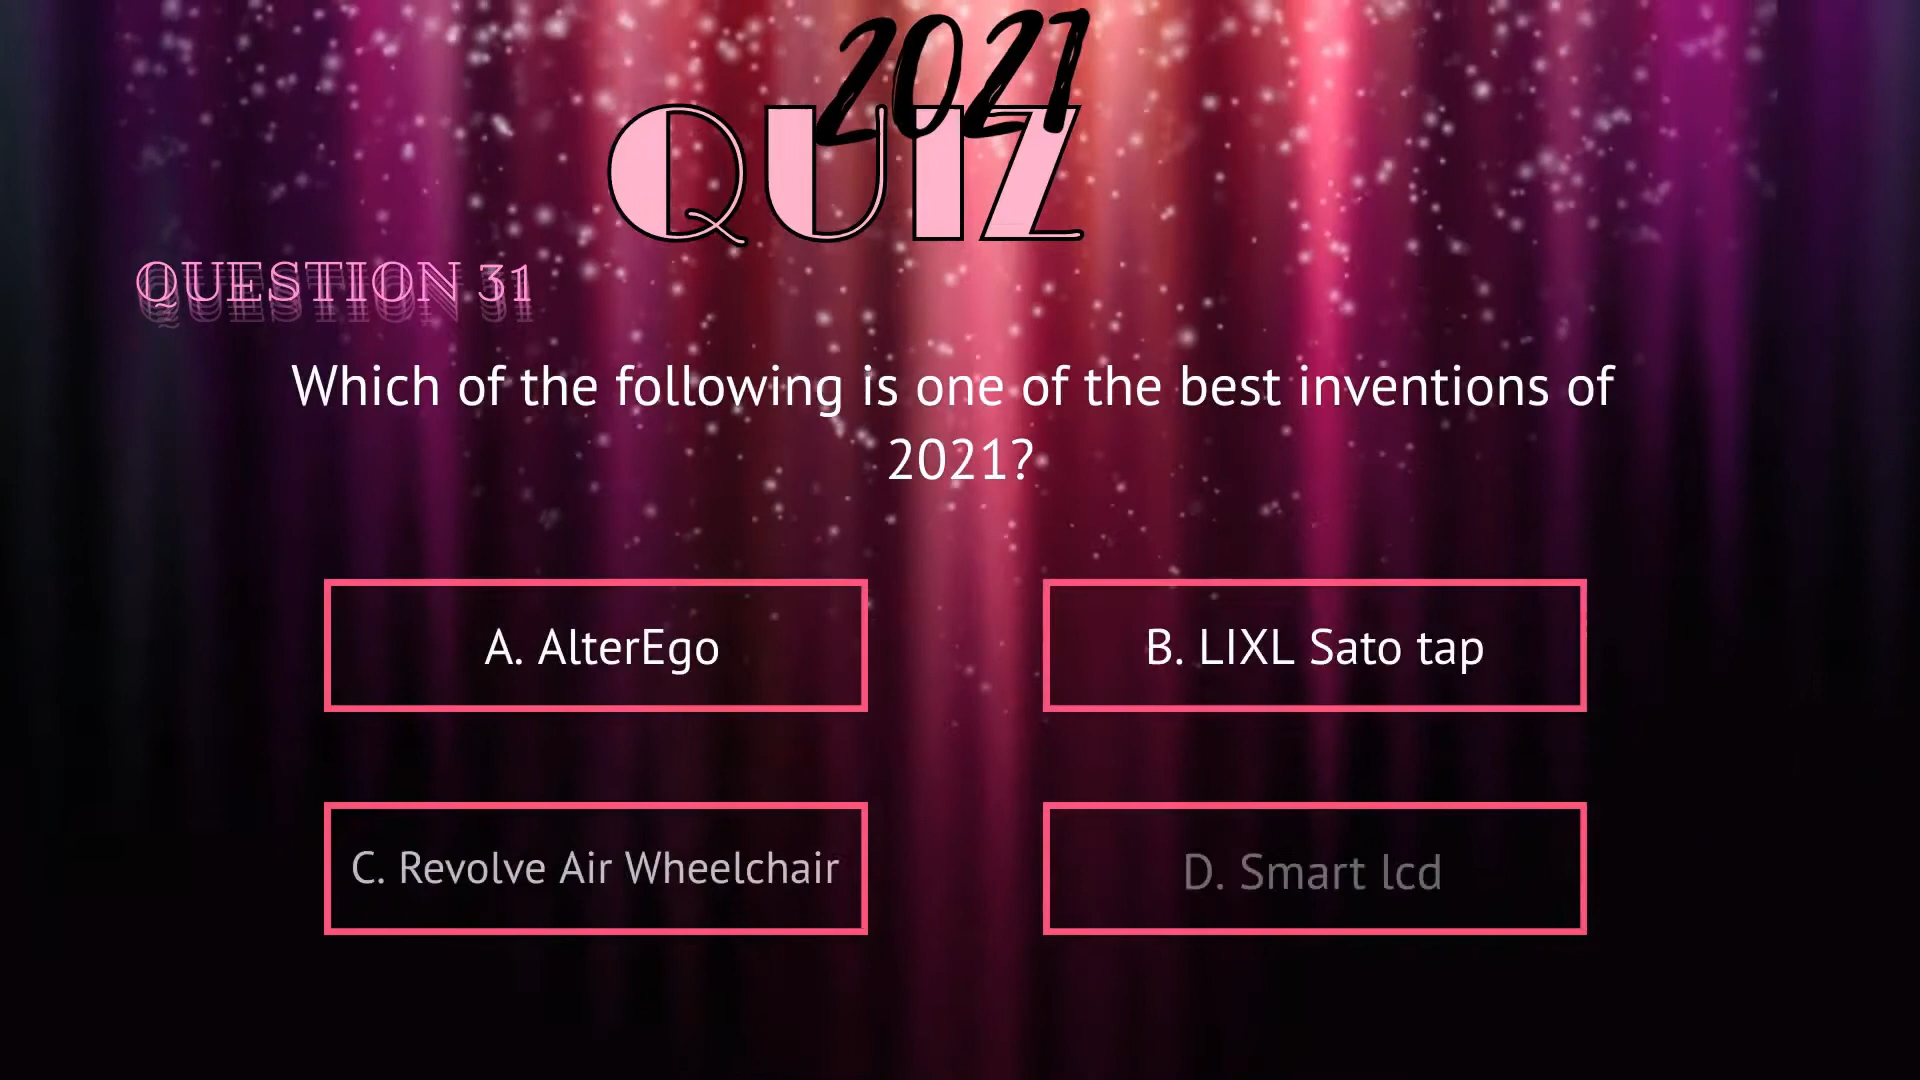 2021
QUIZ
QUESTION 31
Which of the following is one of the best inventions of
2021?
A. AlterEgo
B. LIXL Sato tap
C. Revolve Air Wheelchair
D. Smart lcd